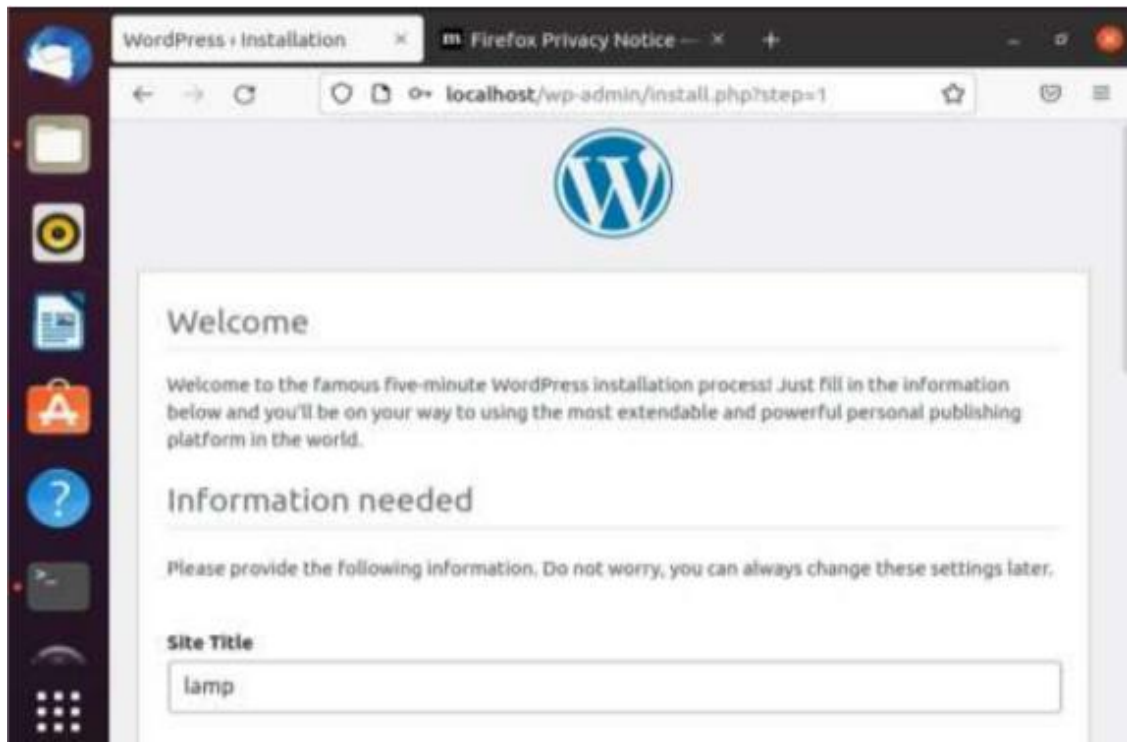 WordPress › Installation
Firefox Privacy Notice —
localhost/wp-admin/install.php?step=1
Welcome
Welcome to the famous five-minute WordPress installation process! Just fill in the information
below and you'll be on your way to using the most extendable and powerful personal publishing
platform in the world.
Information needed
Please provide the following information. Do not worry, you can always change these settings later.
Site Title
lamp